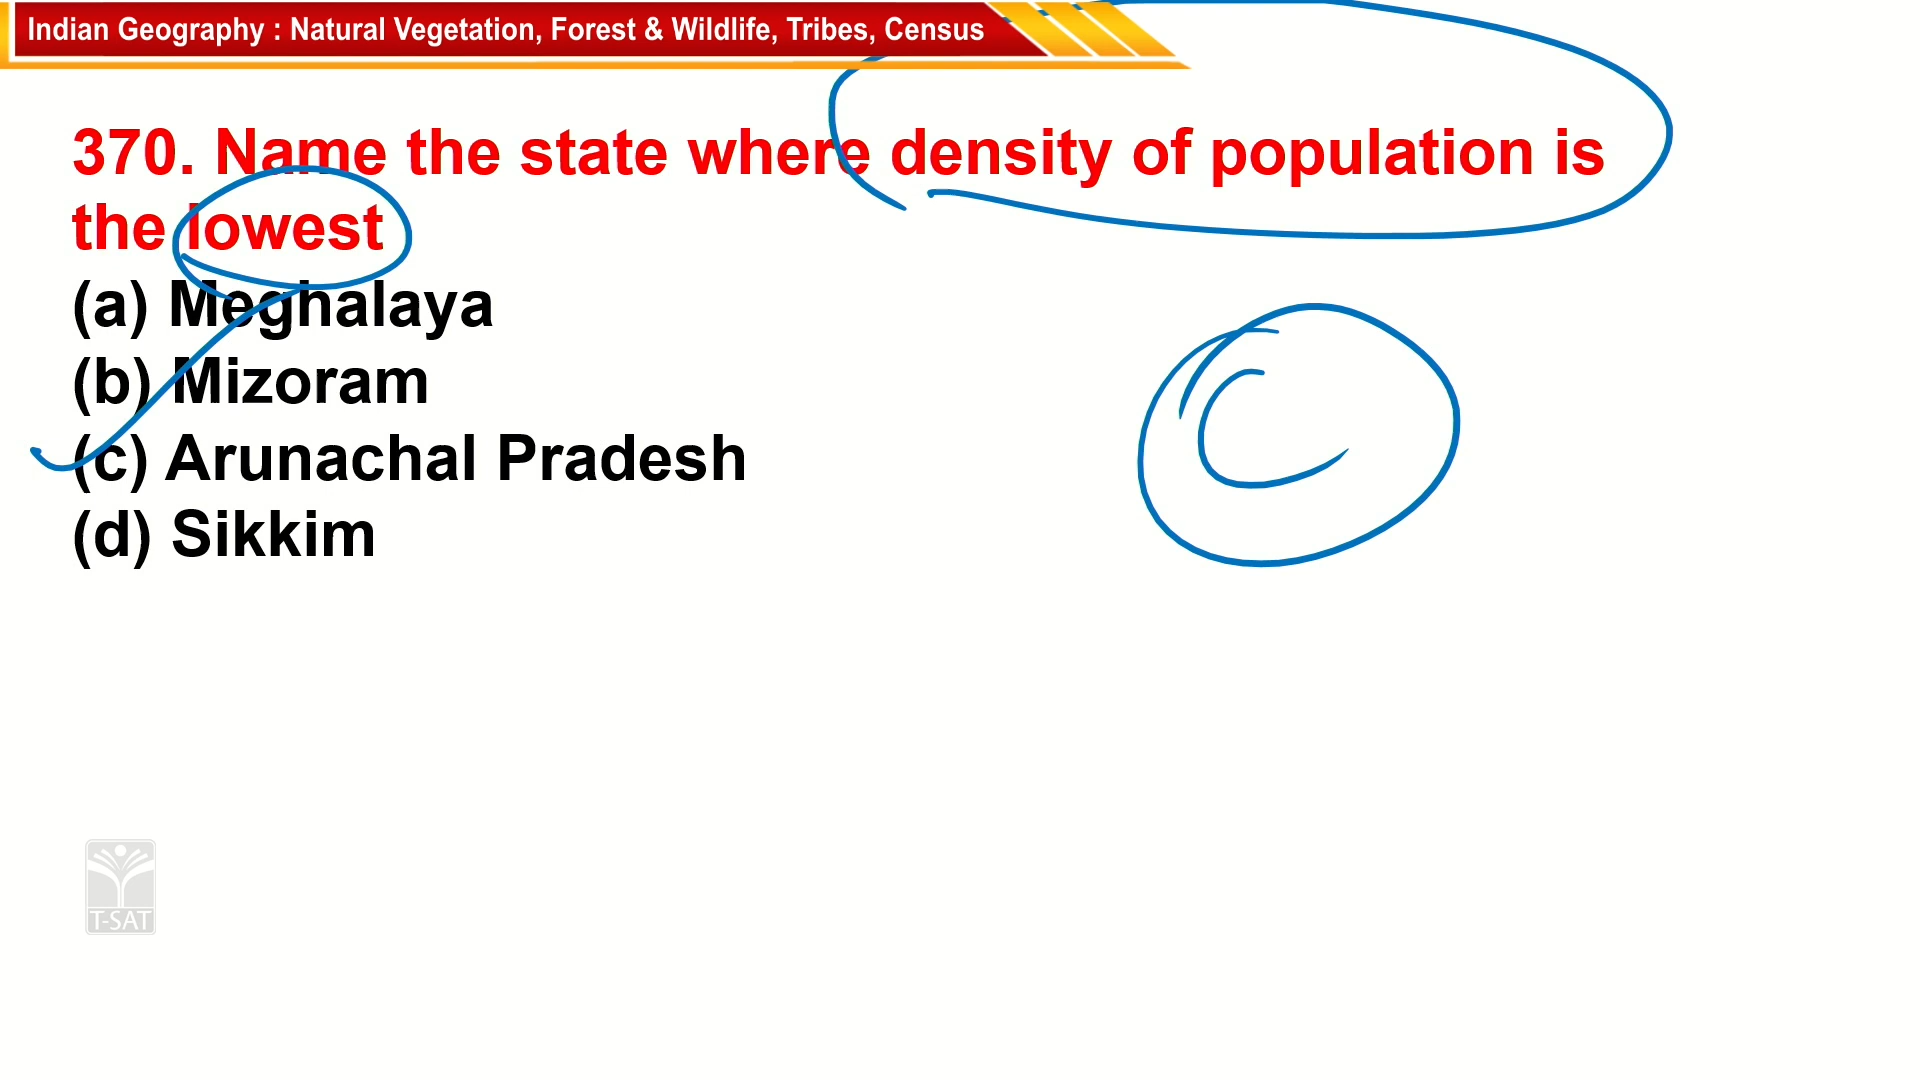 Indian Geography : Natural Vegetation, Forest & Wildlife, Tribes, Census
370. Name the state where density of population is
the lowest
(a) Meghalaya
(b) Mizoram
(c) Arunachal Pradesh
(d) Sikkim
C
T-SAT